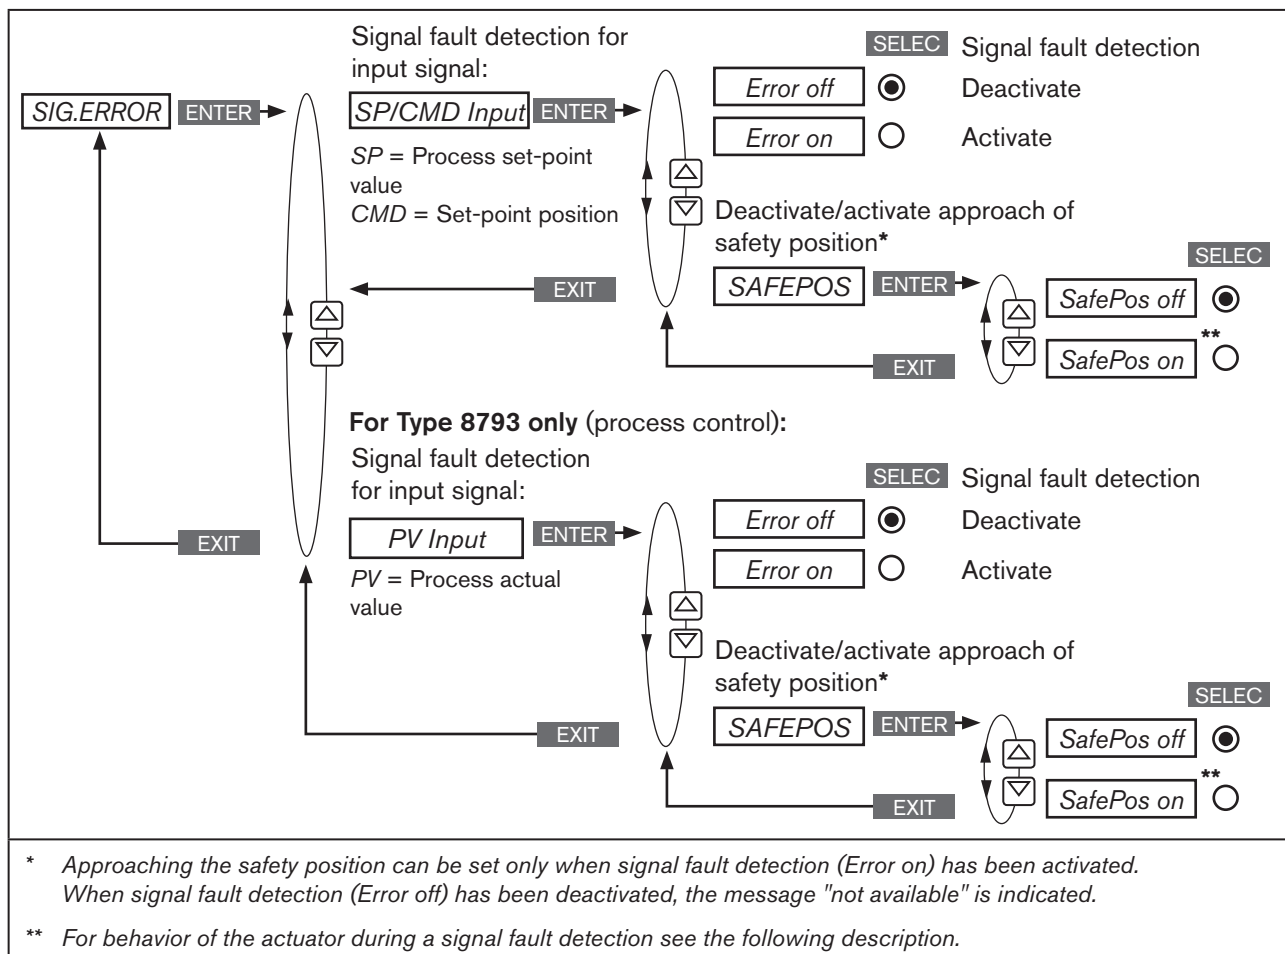 Signal fault detection for
input signal:
SELEC Signal fault detection
Error off Deactivate
SIG.ERROR ENTER SP/CMD Input ENTER
Error on Activate
SP = Process set-point
value
CMD = Set-point position
Deactivate/activate approach of
safety position*
SELEC
EXIT SAFEPOS ENTER SafePos off
**
EXIT SafePos on
For Type 8793 only (process control):
Signal fault detection
for input signal:
SELEC Signal fault detection
Error off Deactivate
EXIT PV Input ENTER
Error on Activate
PV = Process actual
value
Deactivate/activate approach of
safety position*
SELEC
EXIT SAFEPOS ENTER SafePos off
**
EXIT SafePos on
* Approaching the safety position can be set only when signal fault detection (Error on) has been activated.
When signal fault detection (Error off) has been deactivated, the message "not available" is indicated.
** For behavior of the actuator during a signal fault detection see the following description.